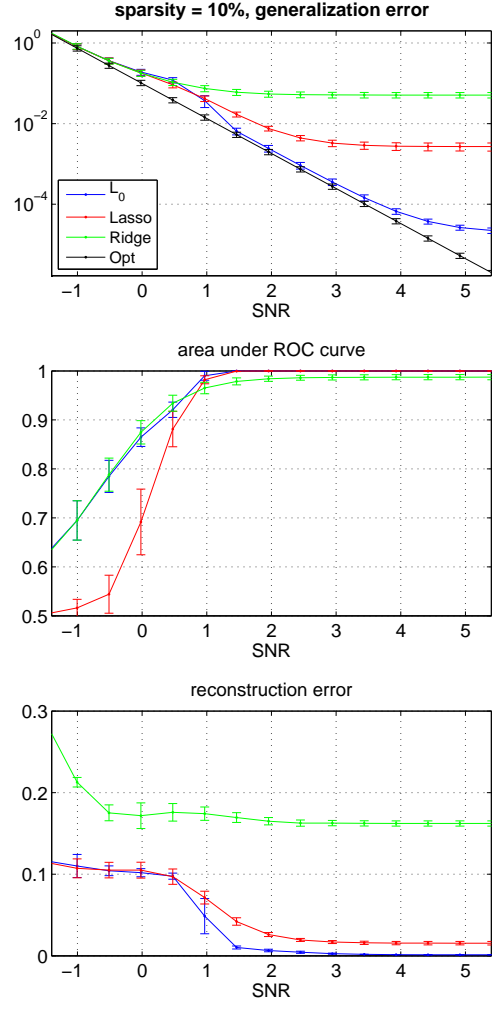 sparsity = 10%, generalization error
10^0
10^−2
10^−4
L_0
Lasso
Ridge
Opt
−1 0 1 2 3 4 5
SNR
area under ROC curve
1
0.9
0.8
0.7
0.6
0.5
−1 0 1 2 3 4 5
SNR
reconstruction error
0.3
0.2
0.1
0
−1 0 1 2 3 4 5
SNR